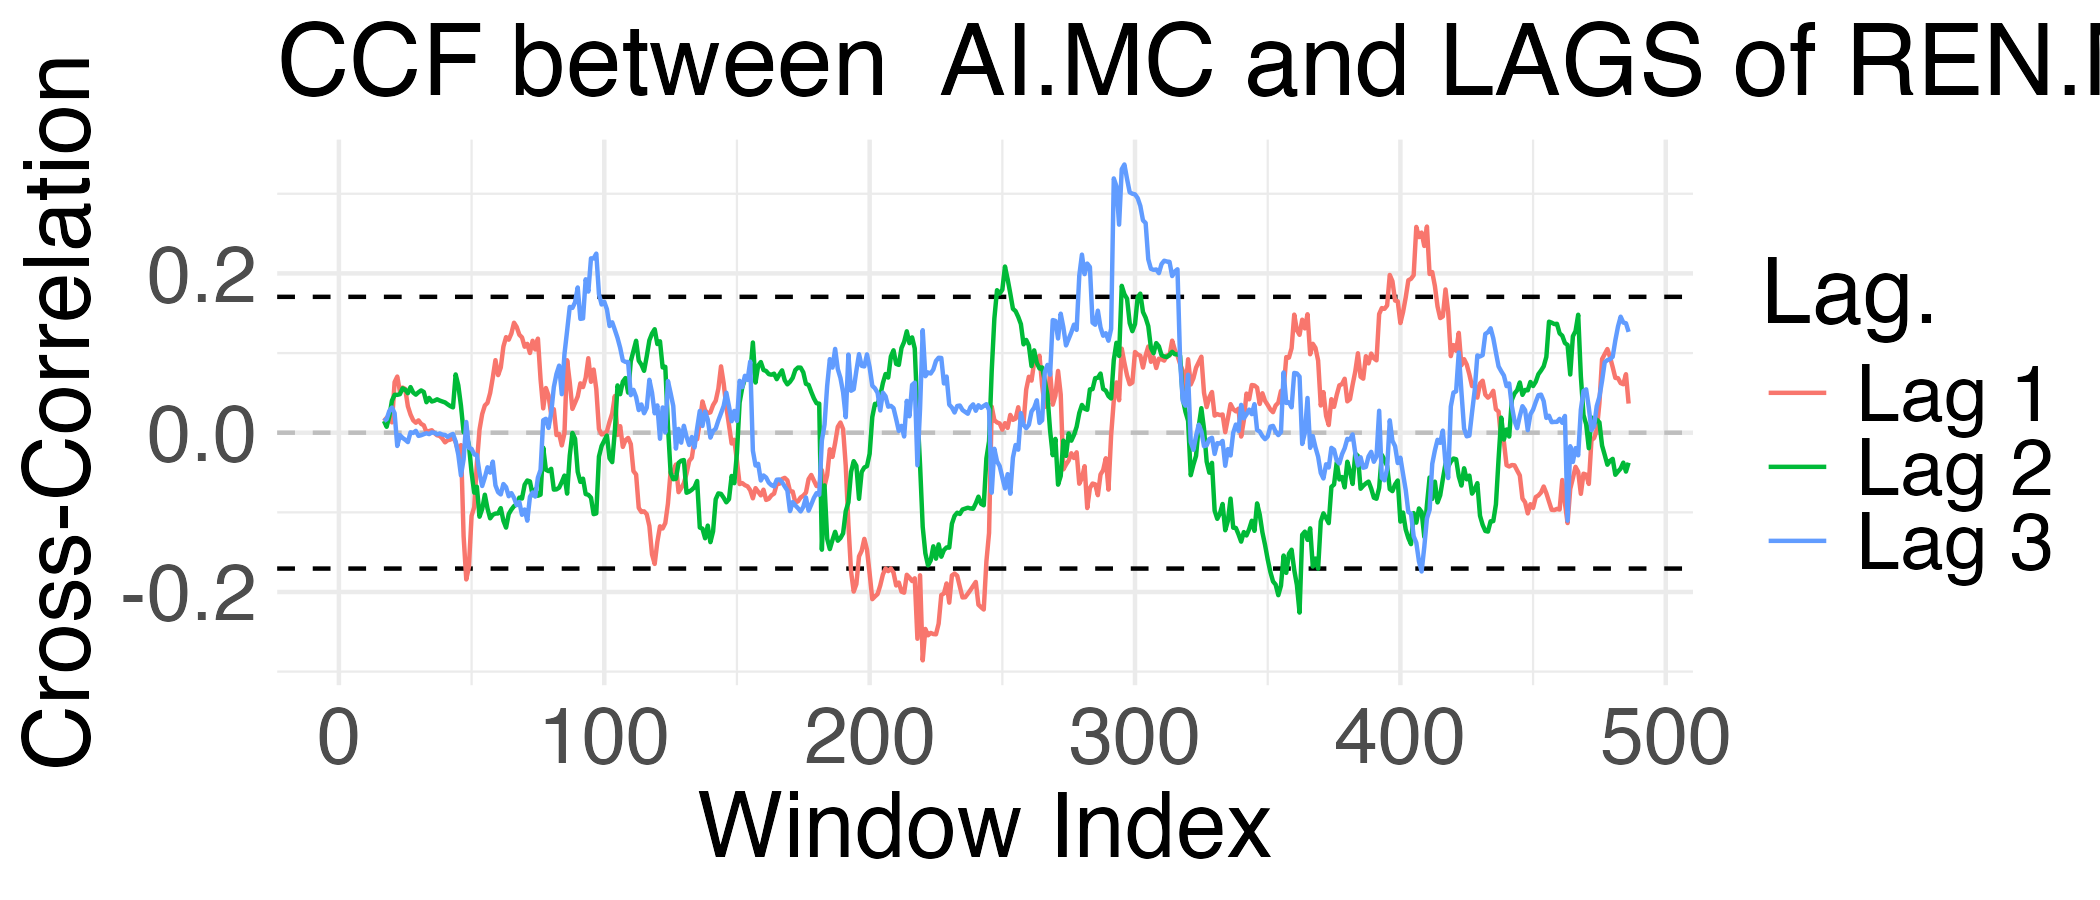 CCF between  AI.MC and LAGS of REN.
Cross-Correlation
0.2
0.0
-0.2
0
100
200
300
400
500
Window Index
Lag.
Lag 1
Lag 2
Lag 3